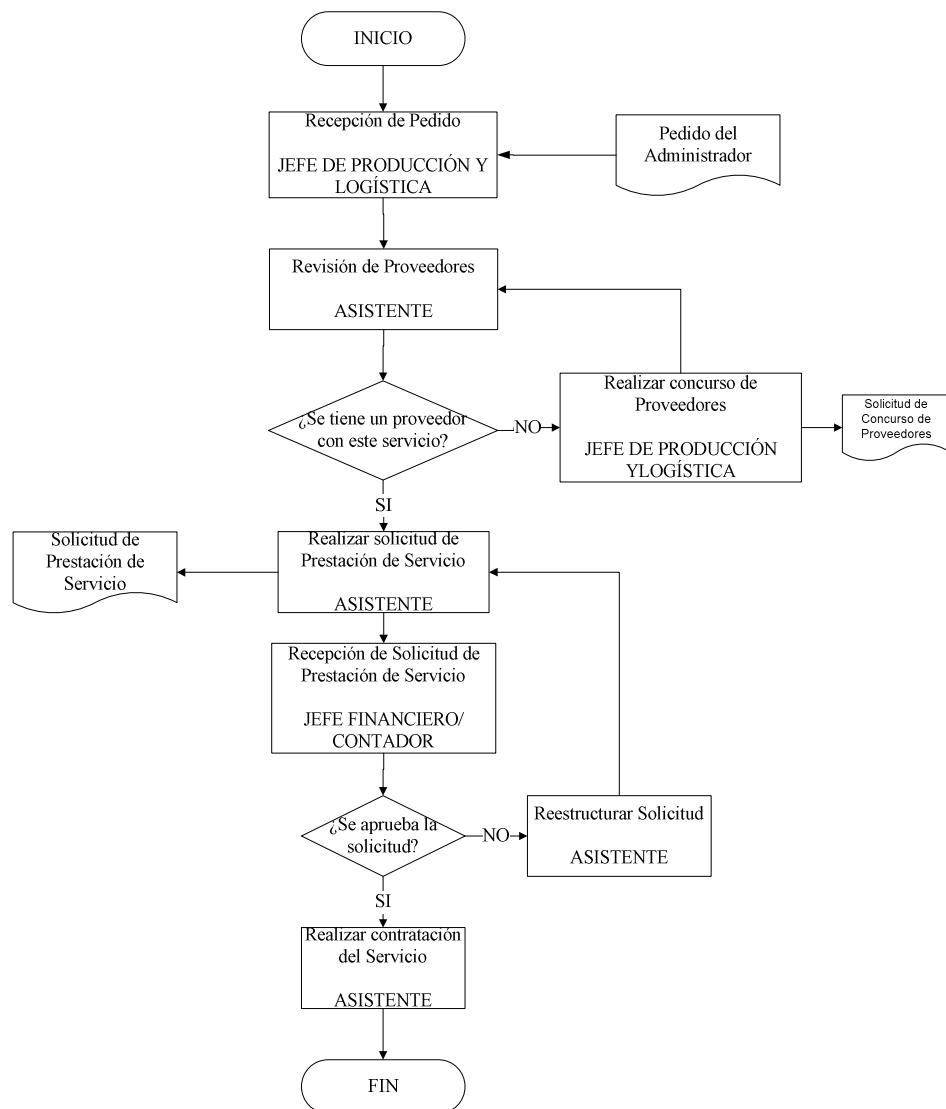 INICIO
Recepción de Pedido
JEFE DE PRODUCCIÓN Y
LOGÍSTICA
Pedido del
Administrador
Revisión de Proveedores
ASISTENTE
¿Se tiene un proveedor
con este servicio?
NO
Realizar concurso de
Proveedores
JEFE DE PRODUCCIÓN
YLOGÍSTICA
Solicitud de
Concurso de
Proveedores
SI
Realizar solicitud de
Prestación de Servicio
ASISTENTE
Solicitud de
Prestación de
Servicio
Recepción de Solicitud de
Prestación de Servicio
JEFE FINANCIERO/
CONTADOR
¿Se aprueba la
solicitud?
NO
Reestructurar Solicitud
ASISTENTE
SI
Realizar contratación
del Servicio
ASISTENTE
FIN